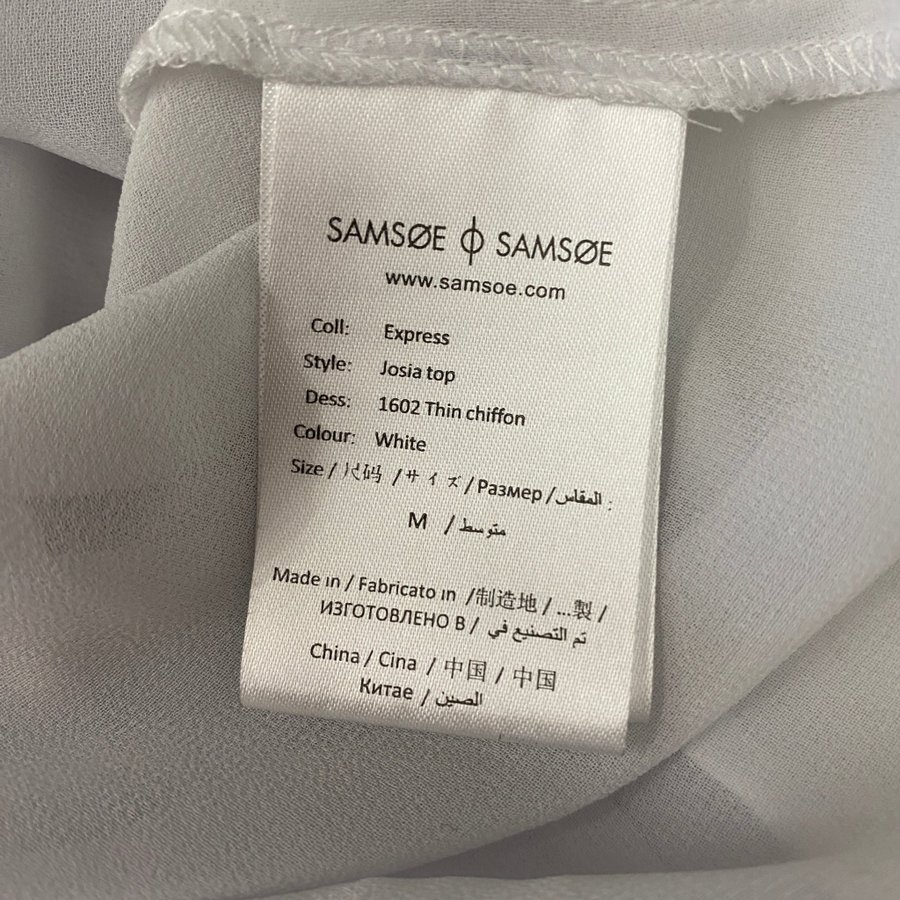 SAMSØE ϕ SAMSØE
www.samsoe.com
Coll: Express
Style: Josia top
Dess: 1602 Thin chiffon
Colour: White
Size / 尺码 / サイズ / Размер / المقاس :
M / متوسط
Made ın / Fabricato ın / 制造地 / ...製 /
ИЗГОТОВЛЕНО В / تم التصنيع في
China / Cina / 中国 / 中国
Китае / الصين